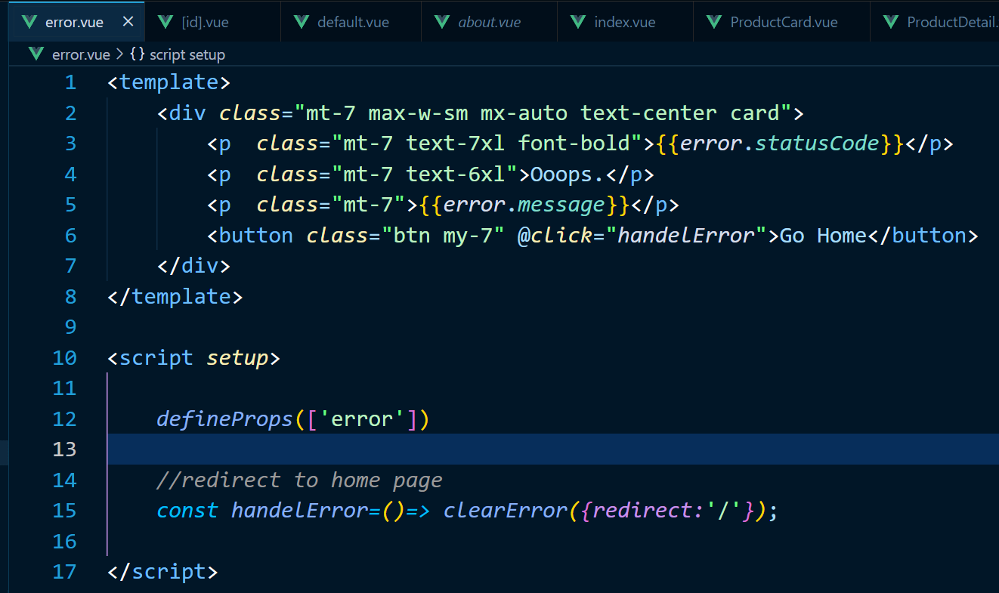 error.vue × [id].vue default.vue about.vue index.vue ProductCard.vue ProductDetail.
error.vue > {} script setup
1 <template>
2     <div class="mt-7 max-w-sm mx-auto text-center card">
3         <p  class="mt-7 text-7xl font-bold">{{error.statusCode}}</p>
4         <p  class="mt-7 text-6xl">Ooops.</p>
5         <p  class="mt-7">{{error.message}}</p>
6         <button class="btn my-7" @click="handelError">Go Home</button>
7     </div>
8 </template>
9
10 <script setup>
11
12     defineProps(['error'])
13
14     //redirect to home page
15     const handelError=()=> clearError({redirect:'/'});
16
17 </script>